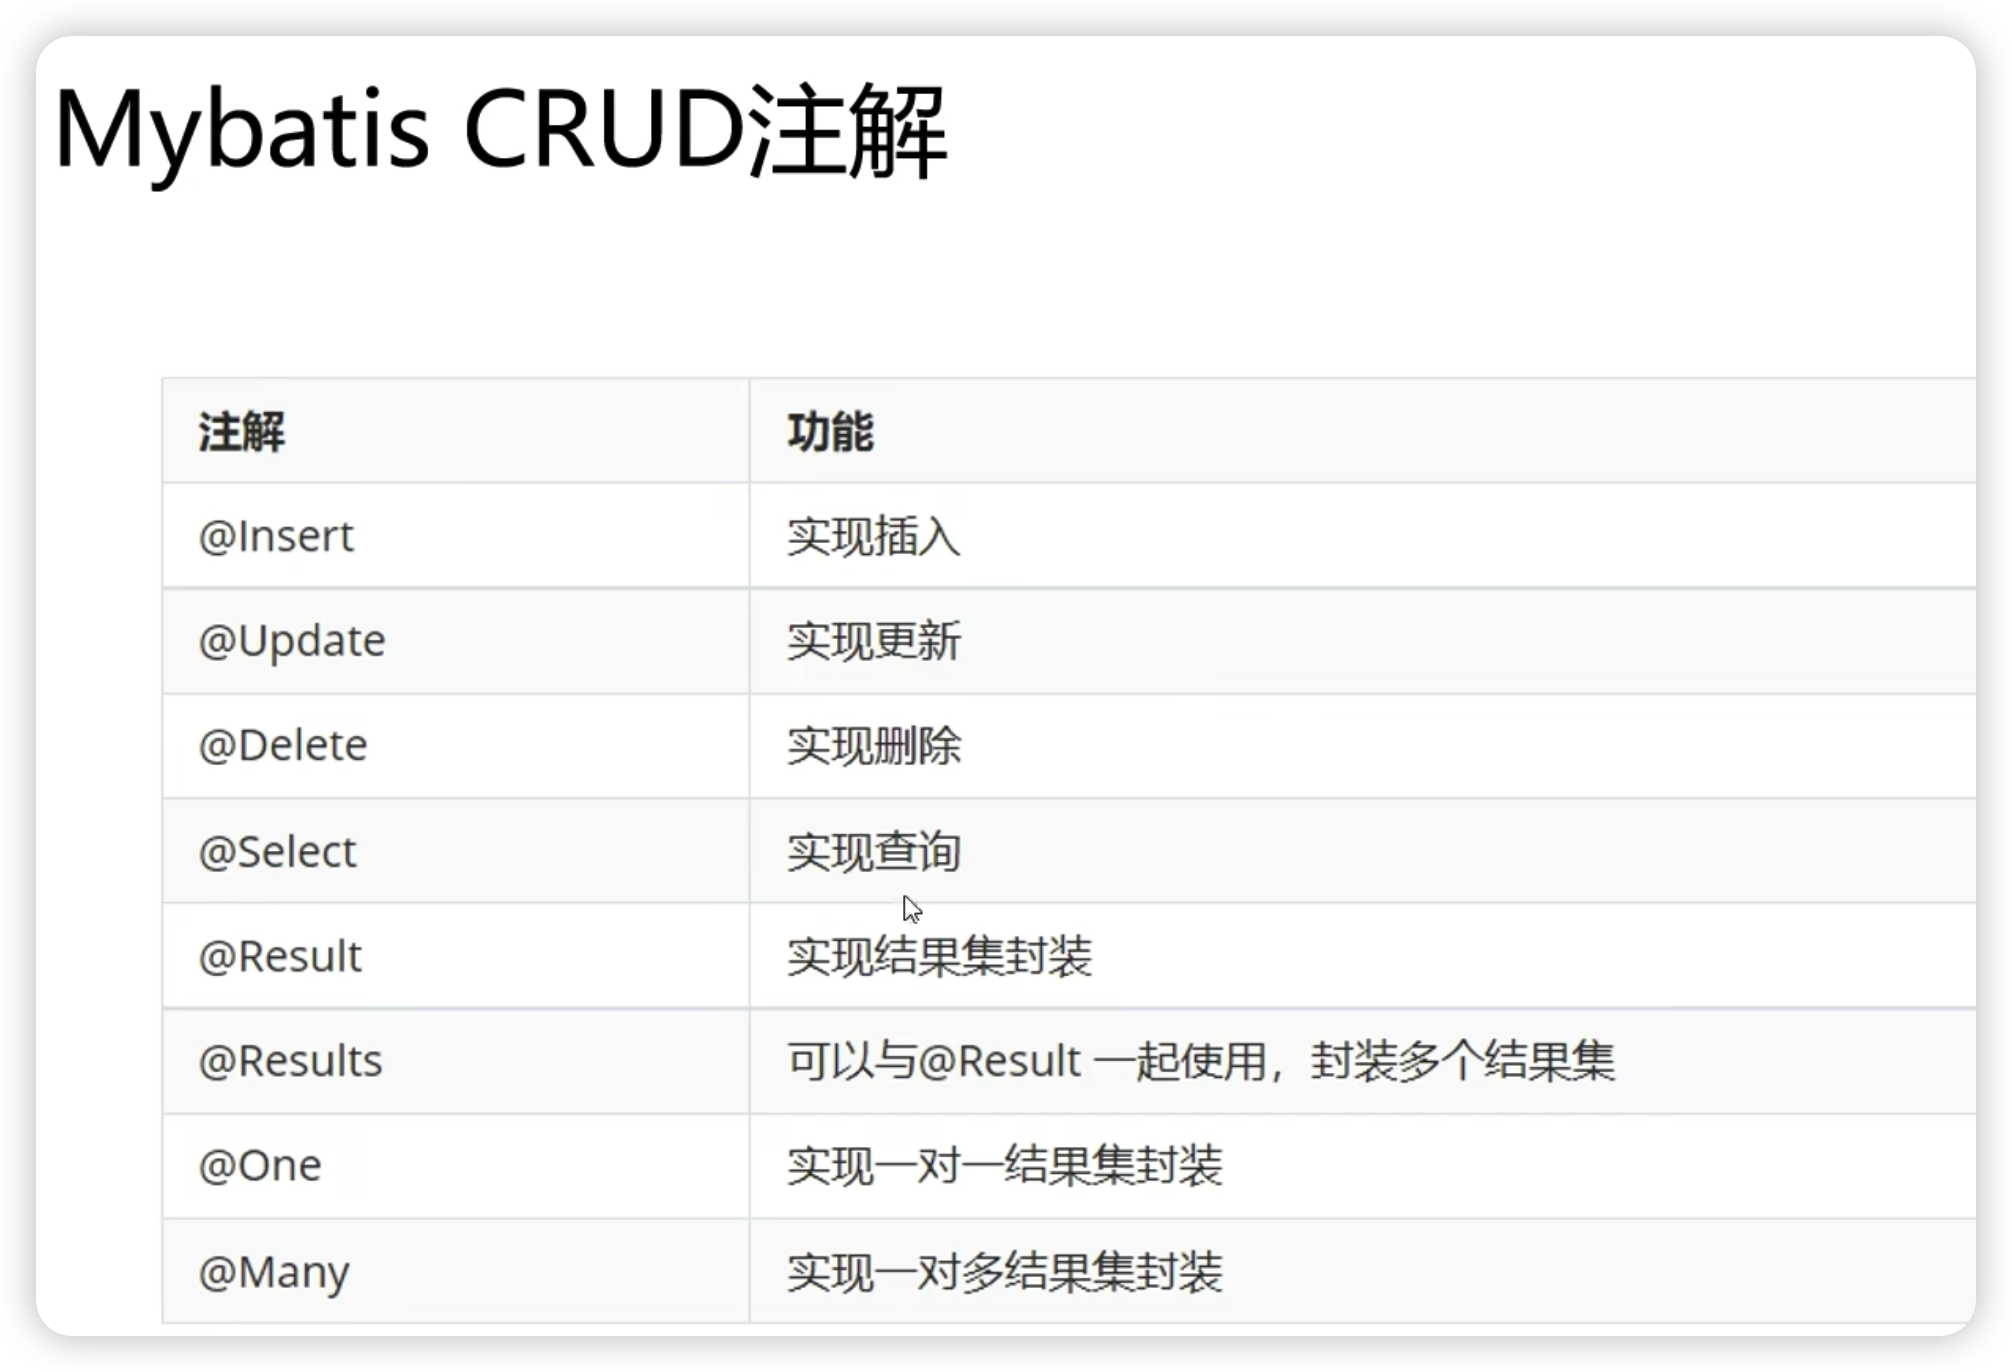 Mybatis CRUD注解
注解 功能
@Insert 实现插入
@Update 实现更新
@Delete 实现删除
@Select 实现查询
@Result 实现结果集封装
@Results 可以与@Result 一起使用，封装多个结果集
@One 实现一对一结果集封装
@Many 实现一对多结果集封装